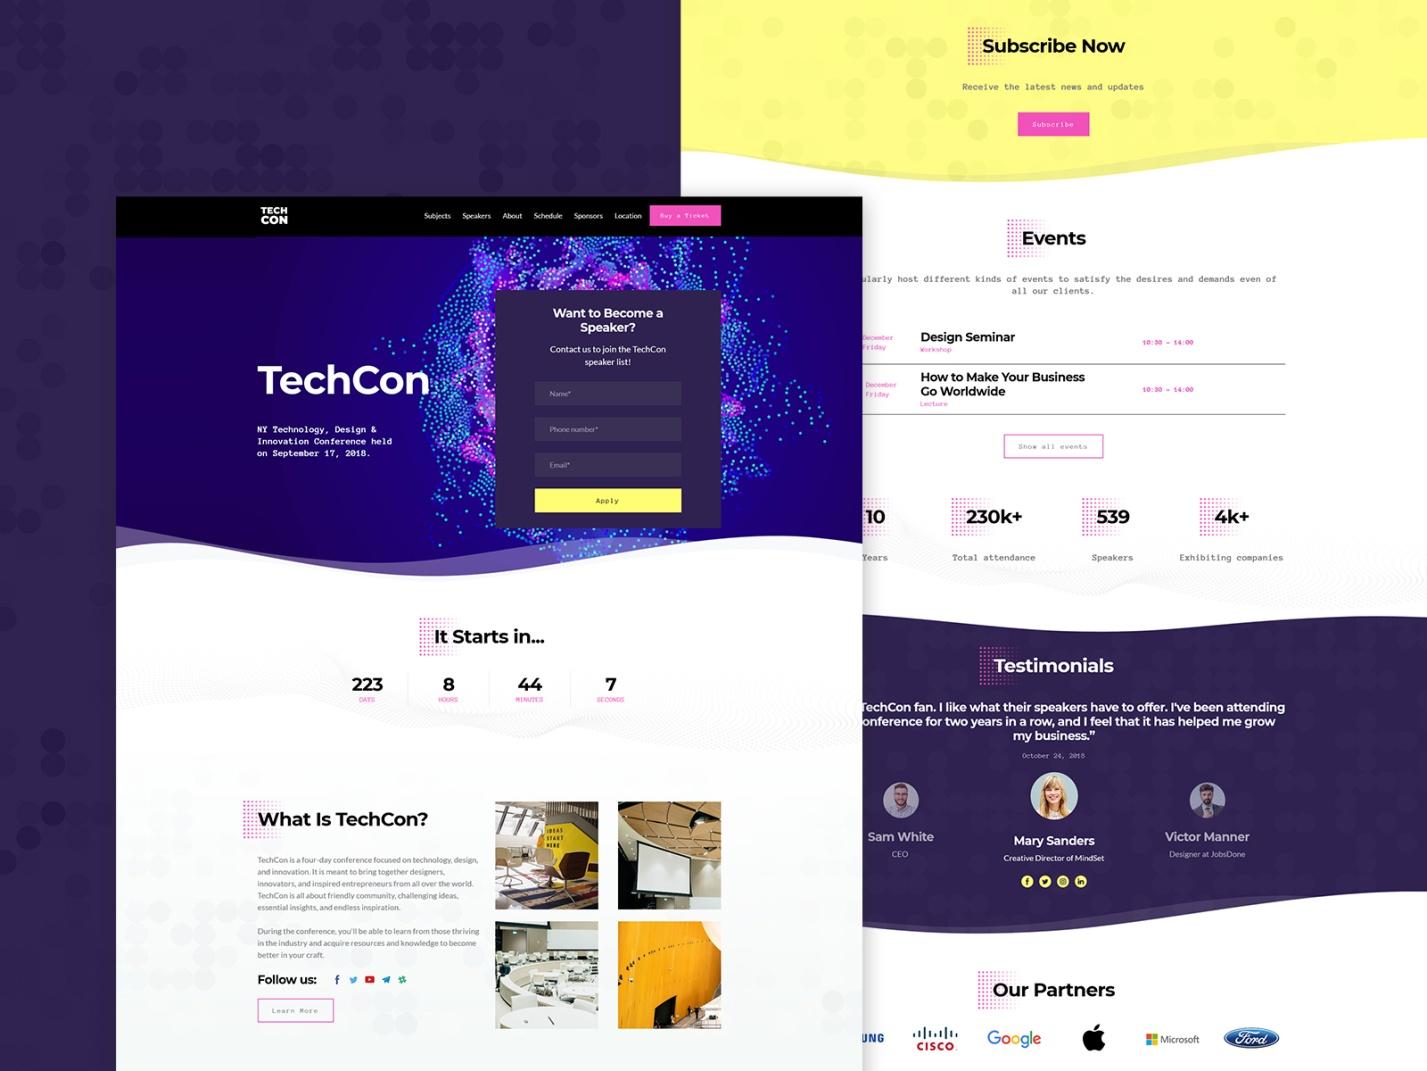 TECH
CON
Subjects
Speakers
About
Schedule
Sponsors
Location
Buy a Ticket
TechCon
NY Technology, Design &
Innovation Conference held
on September 17, 2018.
Want to Become a
Speaker?
Contact us to join the TechCon
speaker list!
Name*
Phone number*
Email*
Apply
It Starts in...
223
8
44
7
DAYS
HOURS
MINUTES
SECONDS
What Is TechCon?
TechCon is a four-day conference focused on technology, design,
and innovation. It is meant to bring together designers,
innovators, and inspired entrepreneurs from all over the world.
TechCon is all about friendly community, challenging ideas,
essential insights, and endless inspiration.
During the conference, you'll be able to learn from those thriving
in the industry and acquire resources and knowledge to become
better in your craft.
Follow us:
Learn More
IDEAS
START
HERE
Subscribe Now
Receive the latest news and updates
Subscribe
Events
ularly host different kinds of events to satisfy the desires and demands even of
all our clients.
December
Friday
Design Seminar
Workshop
10:30 - 14:00
December
Friday
How to Make Your Business
Go Worldwide
Lecture
10:30 - 14:00
Show all events
10
230k+
539
4k+
Years
Total attendance
Speakers
Exhibiting companies
Testimonials
TechCon fan. I like what their speakers have to offer. I've been attending
onference for two years in a row, and I feel that it has helped me grow
my business.”
October 24, 2018
Sam White
CEO
Mary Sanders
Creative Director of MindSet
Victor Manner
Designer at JobsDone
Our Partners
UNG
CISCO
Google
Microsoft
Ford